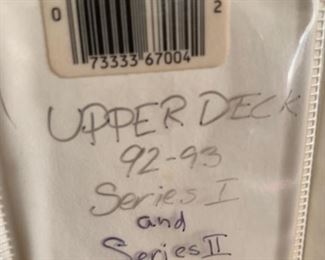 0 73333 67004 2
UPPER DECK
92-93
Series I
and
Series II